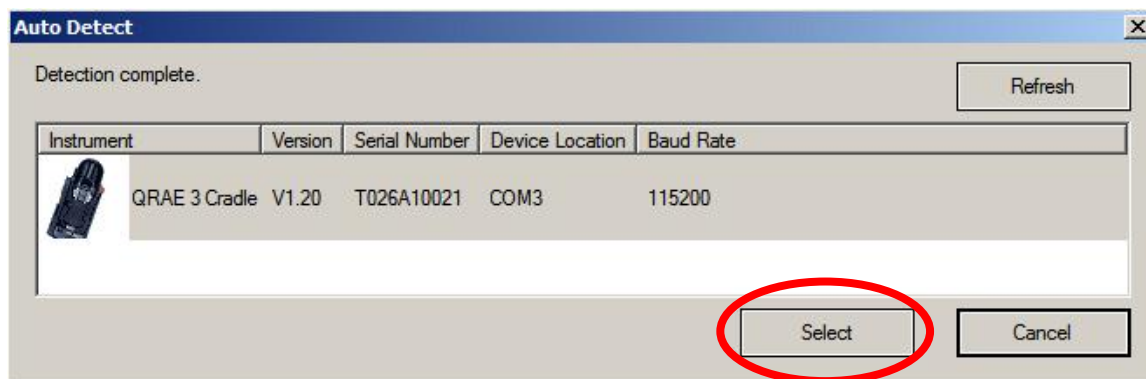 Auto Detect
Detection complete.
Refresh
Instrument Version Serial Number Device Location Baud Rate
QRAE 3 Cradle V1.20 T026A10021 COM3 115200
Select Cancel